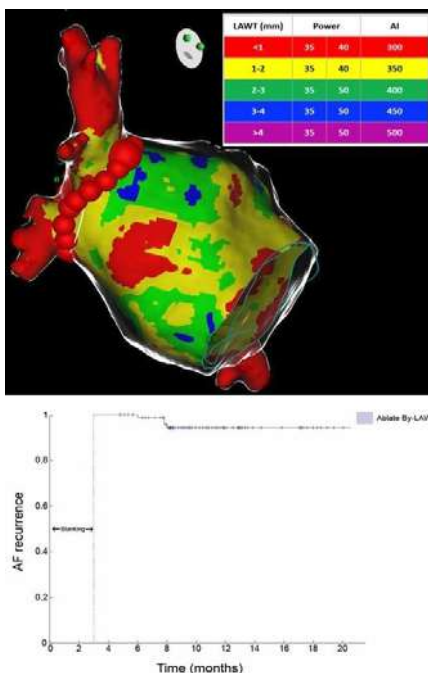 LAWT (mm) Power AI
<1 35 40 300
1-2 35 40 350
2-3 35 50 400
3-4 35 50 450
>4 35 50 500
1
0.8
0.6
0.4
0.2
0
AF recurrence
Blanking
Ablate By-LAW
0 2 4 6 8 10 12 14 16 18 20
Time (months)